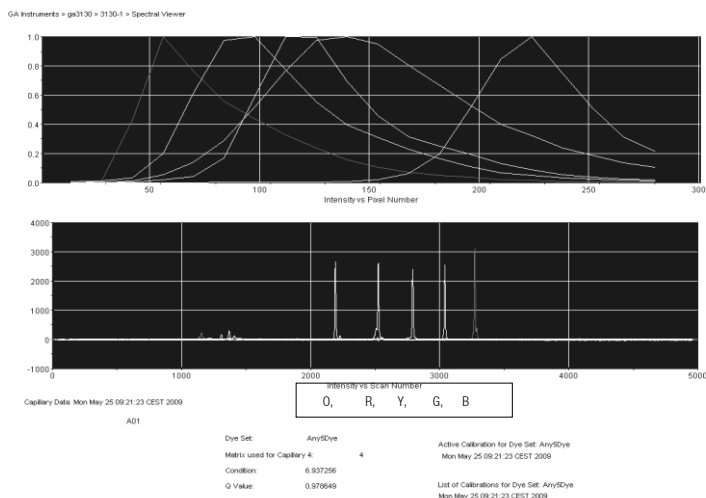 GA Instruments > ga3130 > 3130-1 > Spectral Viewer
1.0
0.8
0.6
0.4
0.2
0.0
50 100 150 200 250 300
Intensity vs Pixel Number
4000
3000
2000
1000
0
-1000
0 1000 2000 3000 4000 5000
Intensity vs Scan Number
Capillary Data: Mon May 25 09:21:23 CEST 2009
O, R, Y, G, B
A01
Dye Set: Any5Dye
Matrix used for Capillary 4: 4
Condition: 6.937256
Q Value: 0.978649
Active Calibration for Dye Set: Any5Dye
Mon May 25 09:21:23 CEST 2009
List of Calibrations for Dye Set: Any5Dye
Mon May 25 09:21:23 CEST 2009